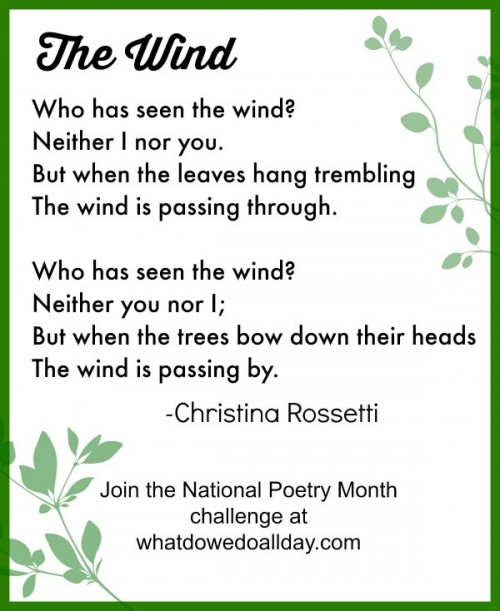 The Wind
Who has seen the wind?
Neither I nor you.
But when the leaves hang trembling
The wind is passing through.
Who has seen the wind?
Neither you nor I;
But when the trees bow down their heads
The wind is passing by.
-Christina Rossetti
Join the National Poetry Month
challenge at
whatdowedoallday.com